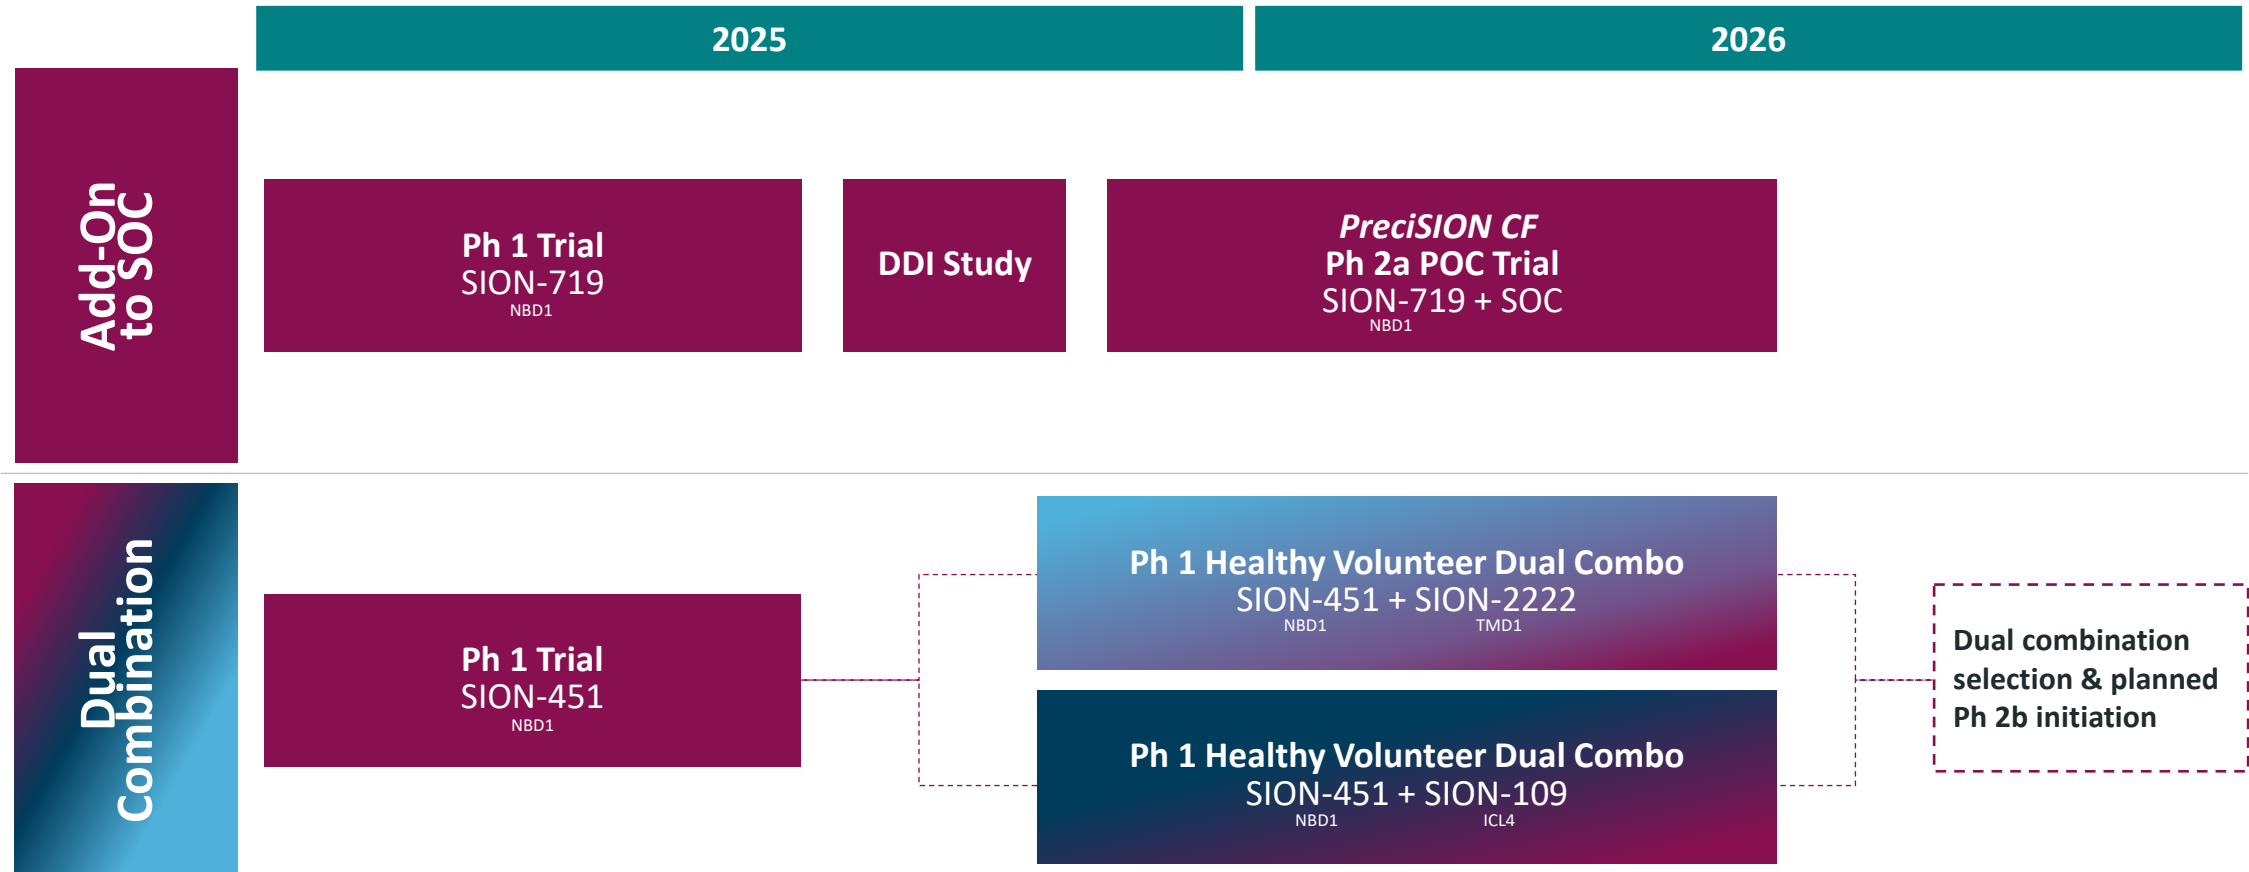 2025
2026
Add-On
to SOC
Ph 1 Trial
SION-719
NBD1
DDI Study
PreciSION CF
Ph 2a POC Trial
SION-719 + SOC
NBD1
Dual
Combination
Ph 1 Trial
SION-451
NBD1
Ph 1 Healthy Volunteer Dual Combo
SION-451 + SION-2222
NBD1 TMD1
Ph 1 Healthy Volunteer Dual Combo
SION-451 + SION-109
NBD1 ICL4
Dual combination
selection & planned
Ph 2b initiation